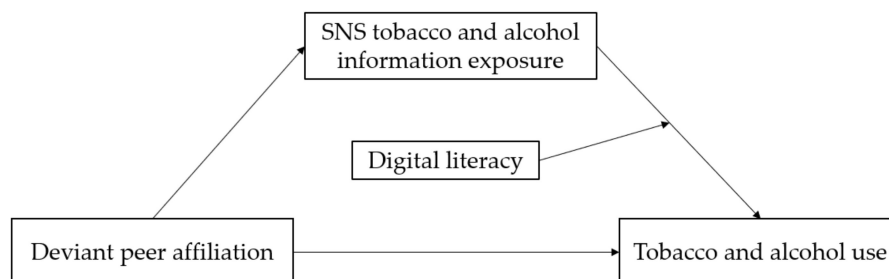 SNS tobacco and alcohol
information exposure
Digital literacy
Deviant peer affiliation
Tobacco and alcohol use